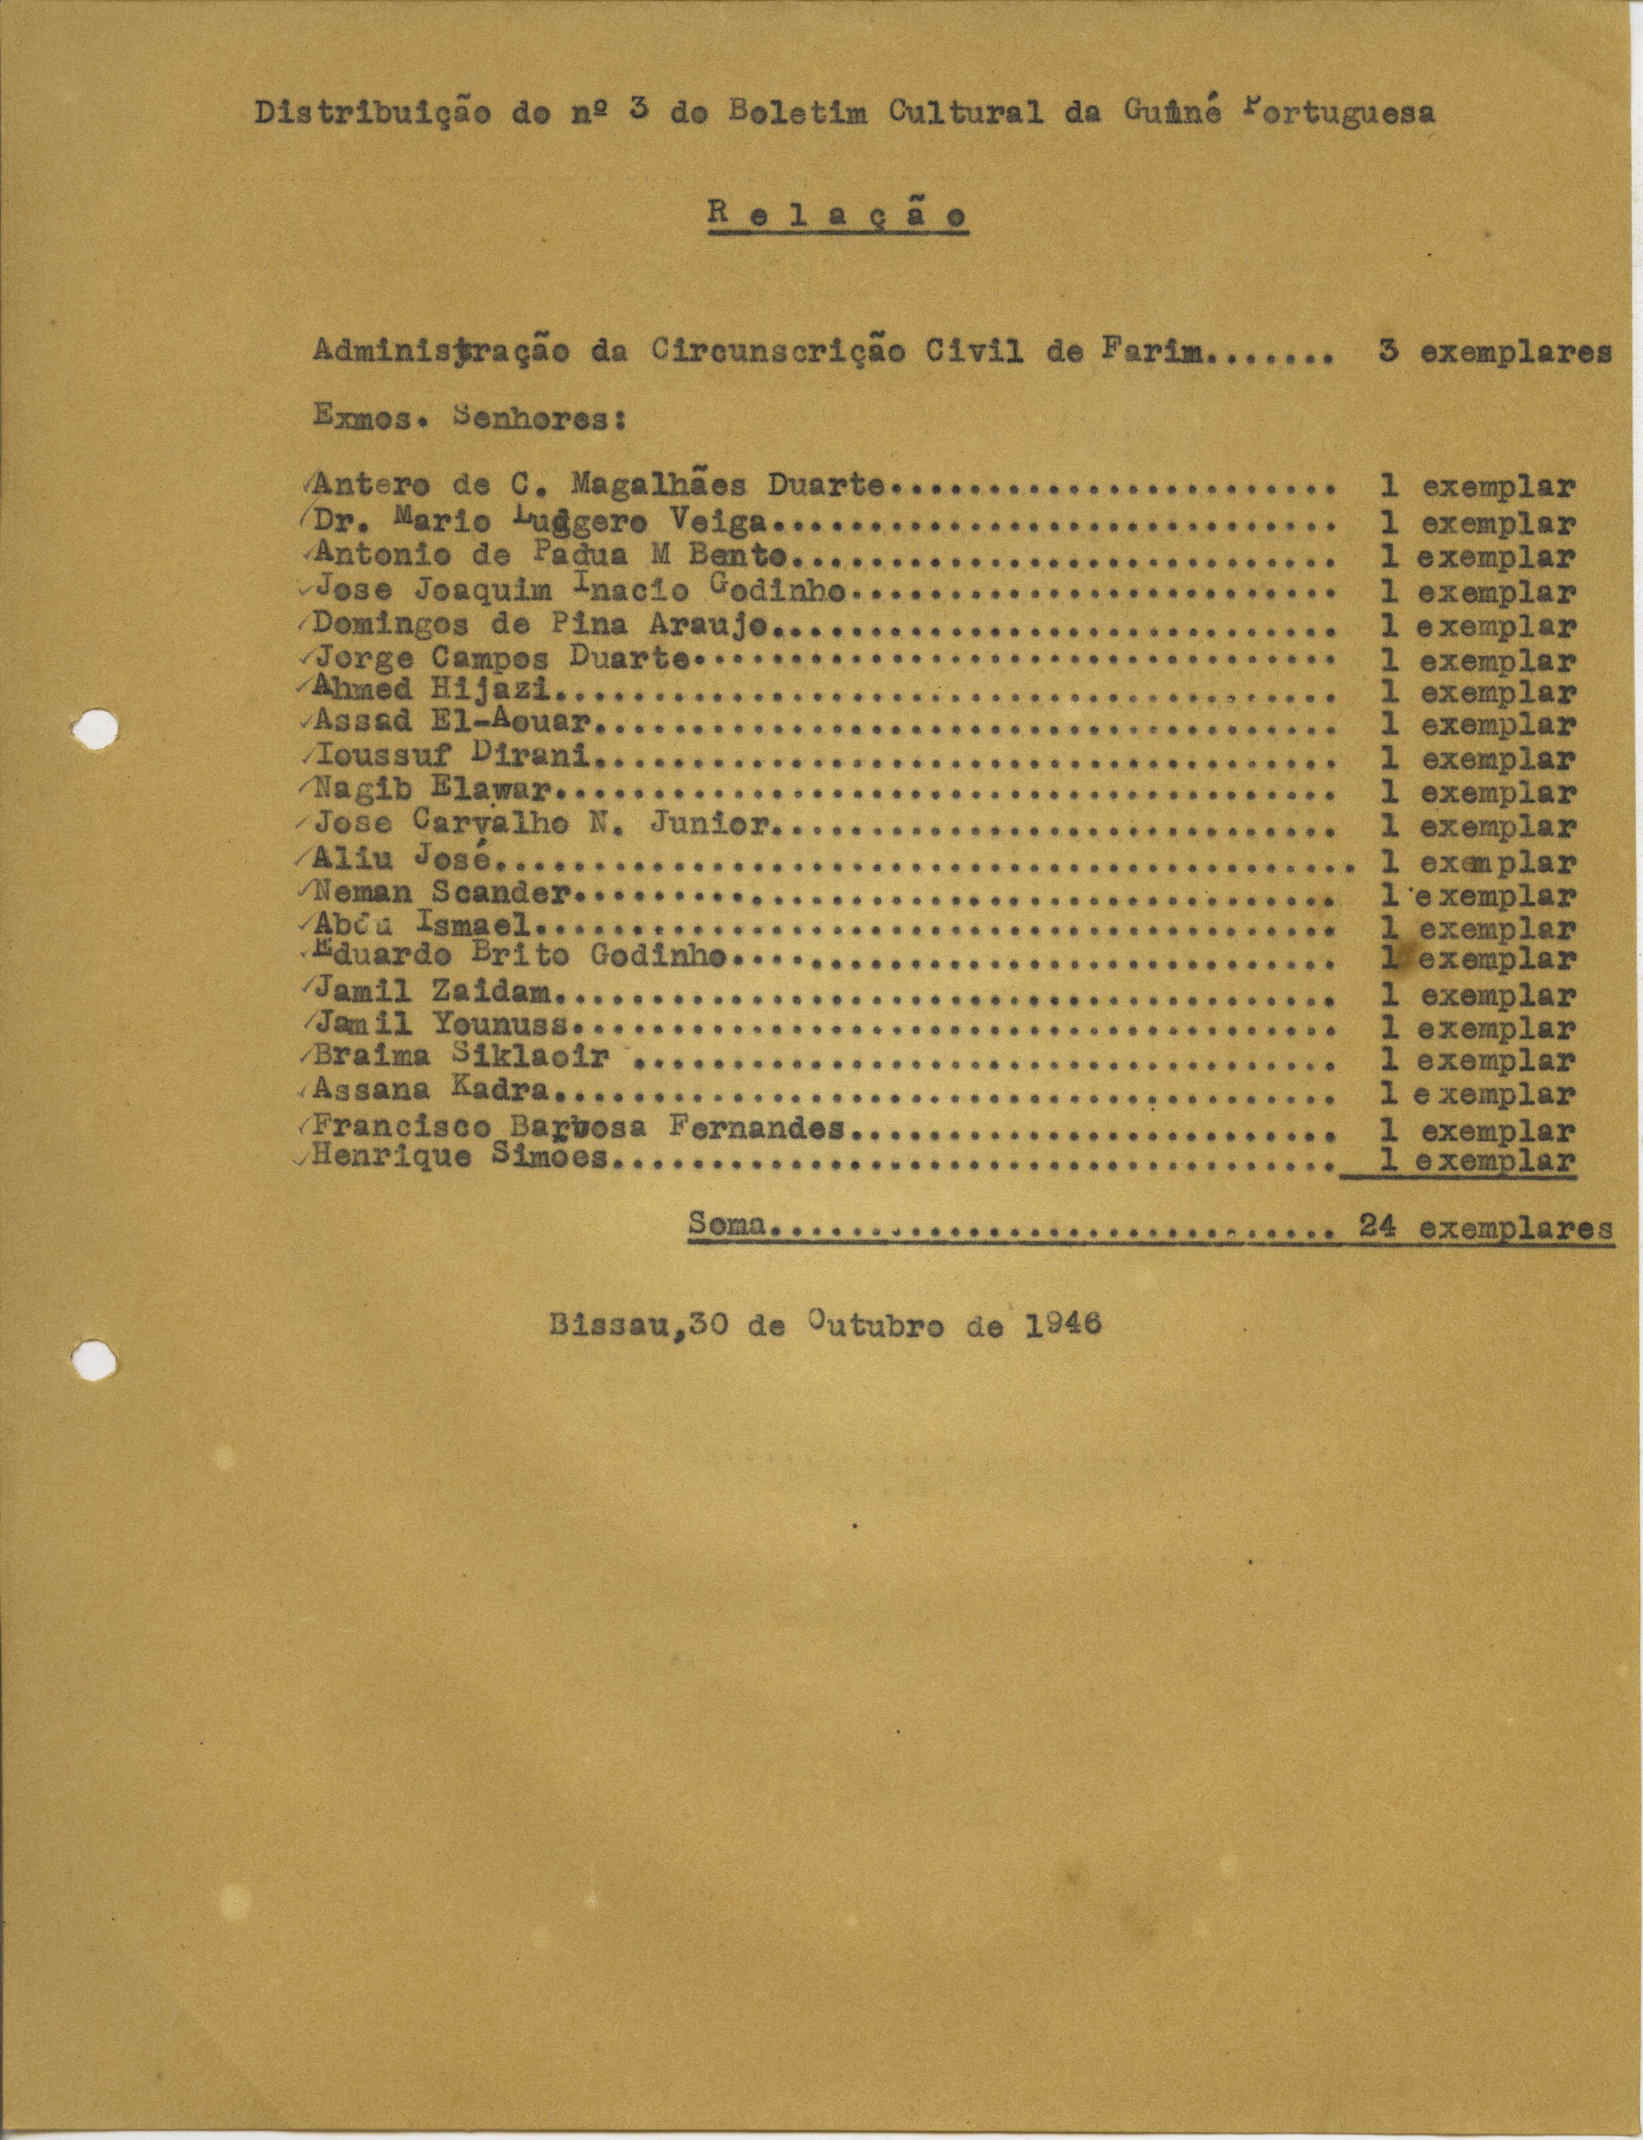 Distribuição do nº 3 do Boletim Cultural da Guiné Portuguesa
Relação
Administração da Circunscrição Civil de Farim....... 3 exemplares
Exmos. Senhores:
Antero de C. Magalhães Duarte....................... 1 exemplar
Dr. Mario Ludgero Veiga............................. 1 exemplar
Antonio de Padua M Bento............................ 1 exemplar
Jose Joaquim Inacio Godinho......................... 1 exemplar
Domingos de Pina Araujo............................. 1 exemplar
Jorge Campos Duarte................................. 1 exemplar
Ahmed Hijazi........................................ 1 exemplar
Assad El-Aouar...................................... 1 exemplar
Ioussuf Dirani...................................... 1 exemplar
Nagib Elawar........................................ 1 exemplar
Jose Carvalho N. Junior............................. 1 exemplar
Aliu José............................................ 1 exemplar
Neman Scander....................................... 1 exemplar
Abdu Ismael......................................... 1 exemplar
Eduardo Brito Godinho............................... 1 exemplar
Jamil Zaidam........................................ 1 exemplar
Jamil Younuss....................................... 1 exemplar
Braima Siklaoir .................................... 1 exemplar
Assana Kadra........................................ 1 exemplar
Francisco Barbosa Fernandes......................... 1 exemplar
Henrique Simoes..................................... 1 exemplar
Soma............................. 24 exemplares
Bissau,30 de Outubro de 1946